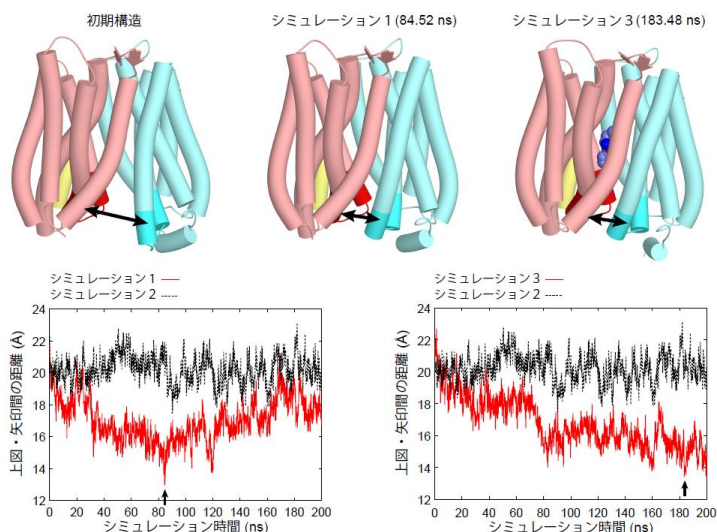 初期構造
シミュレーション1 (84.52 ns)
シミュレーション3 (183.48 ns)
シミュレーション1
シミュレーション2
上図・矢印間の距離 (Å)
24
22
20
18
16
14
12
0 20 40 60 80 100 120 140 160 180 200
シミュレーション時間 (ns)
シミュレーション3
シミュレーション2
上図・矢印間の距離 (Å)
24
22
20
18
16
14
12
0 20 40 60 80 100 120 140 160 180 200
シミュレーション時間 (ns)